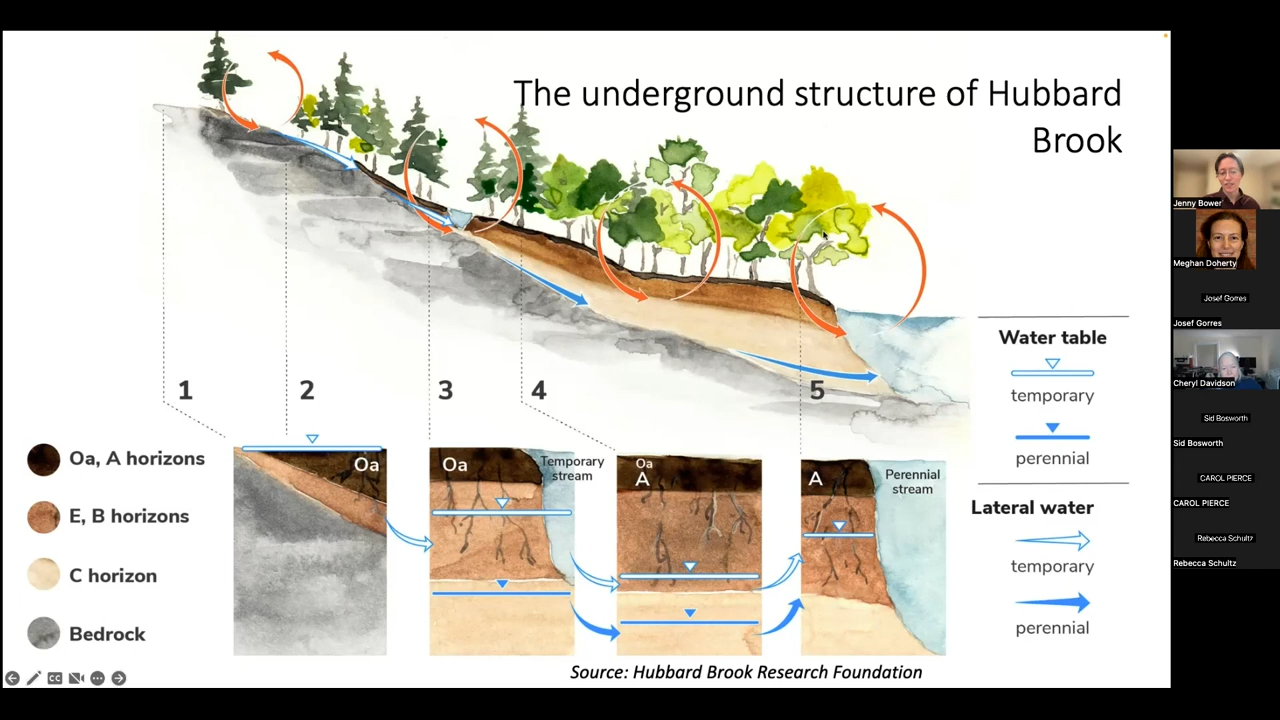 The underground structure of Hubbard
Brook
1
2
3
4
5
Water table
temporary
perennial
Lateral water
temporary
perennial
Oa, A horizons
E, B horizons
C horizon
Bedrock
Oa
Oa
Temporary
stream
Oa
A
A
Perennial
stream
Source: Hubbard Brook Research Foundation
CC
Jenny Bower
Meghan Doherty
Josef Gorres
Josef Gorres
Cheryl Davidson
Sid Bosworth
Sid Bosworth
CAROL PIERCE
CAROL PIERCE
Rebecca Schultz
Rebecca Schultz